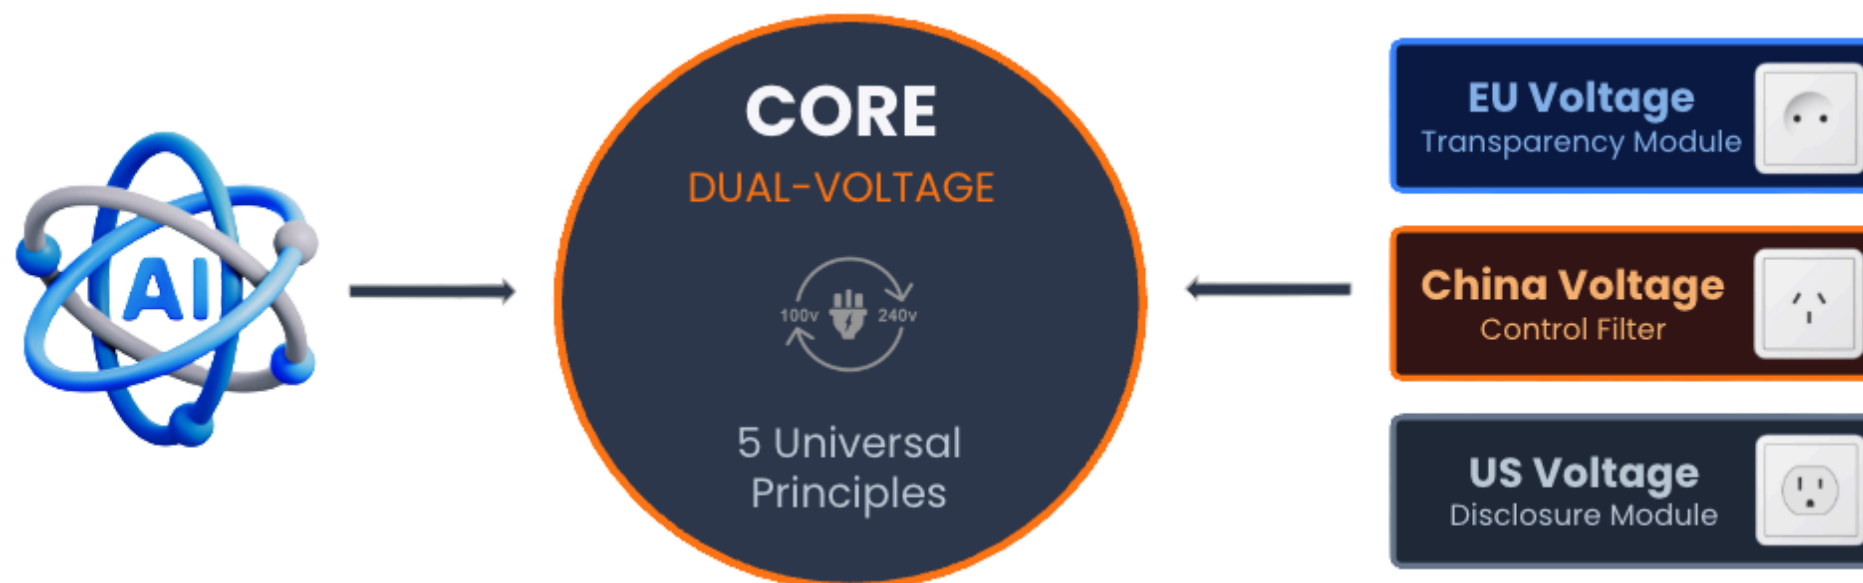 AI
CORE
DUAL-VOLTAGE
100v 240v
5 Universal
Principles
EU Voltage
Transparency Module
China Voltage
Control Filter
US Voltage
Disclosure Module